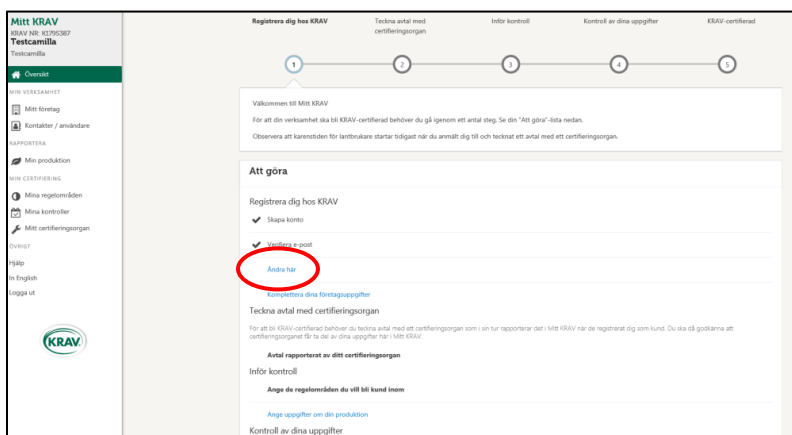 Mitt KRAV
KRAV NR: K1795387
Testcamilla
Testcamilla
Översikt
MIN VERKSAMHET
Mitt företag
Kontakter / användare
RAPPORTERA
Min produktion
MIN CERTIFIERING
Mina regelområden
Mina kontroller
Mitt certifieringsorgan
ÖVRIGT
Hjälp
In English
Logga ut
KRAV
Registrera dig hos KRAV
Teckna avtal med
certifieringsorgan
Inför kontroll
Kontroll av dina uppgifter
KRAV-certifierad
1
2
3
4
5
Välkommen till Mitt KRAV
För att din verksamhet ska bli KRAV-certifierad behöver du gå igenom ett antal steg. Se din "Att göra"-lista nedan.
Observera att karenstiden för lantbrukare startar tidigast när du anmält dig till och tecknat ett avtal med ett certifieringsorgan.
Att göra
Registrera dig hos KRAV
Skapa konto
Verifiera e-post
Ändra här
Komplettera dina företagsuppgifter
Teckna avtal med certifieringsorgan
För att bli KRAV-certifierad behöver du teckna avtal med ett certifieringsorgan som i sin tur rapporterar det i Mitt KRAV när de registrerat dig som kund. Du ska då godkänna att
certifieringsorganet får ta del av dina uppgifter här i Mitt KRAV.
Avtal rapporterat av ditt certifieringsorgan
Inför kontroll
Ange de regelområden du vill bli kund inom
Ange uppgifter om din produktion
Kontroll av dina uppgifter